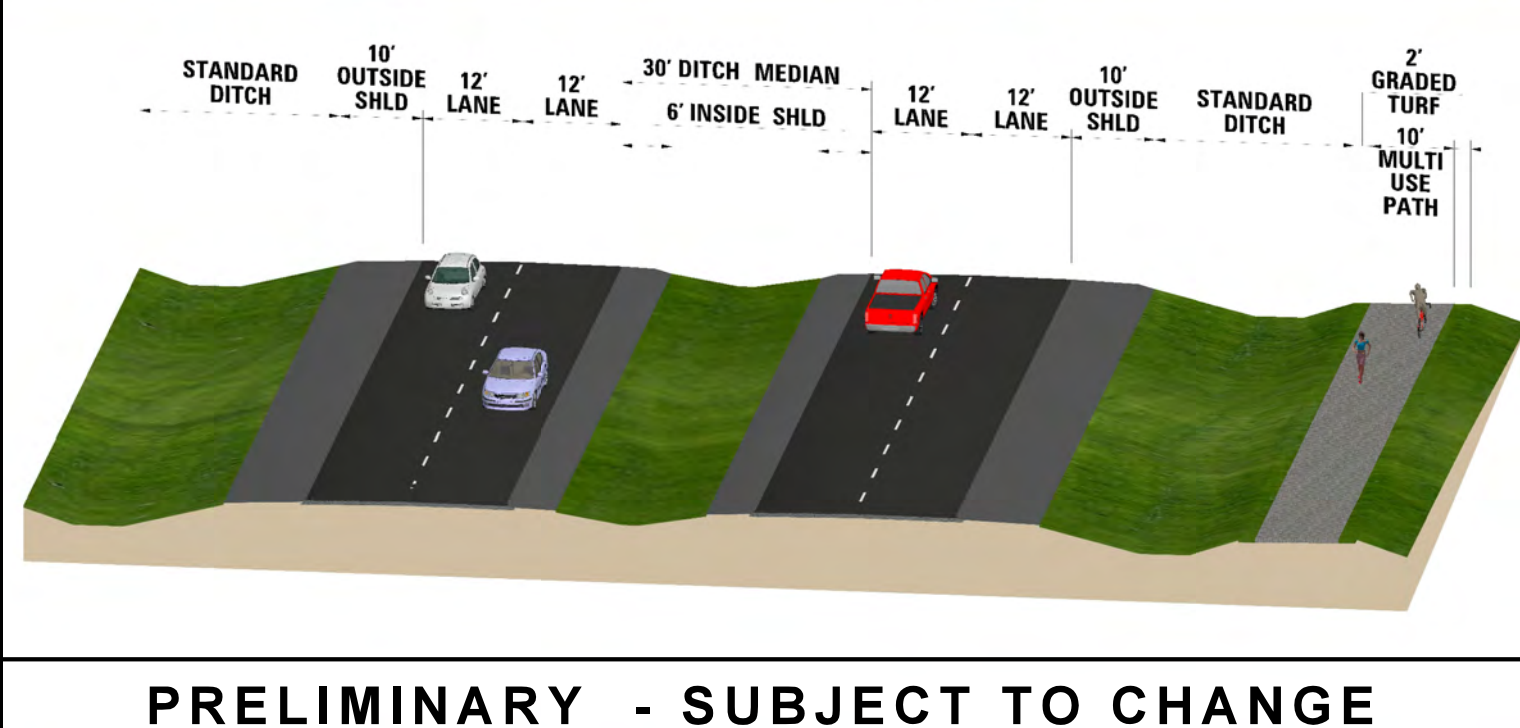 STANDARD
DITCH
10'
OUTSIDE
SHLD
12'
LANE
12'
LANE
30' DITCH MEDIAN
6' INSIDE SHLD
12'
LANE
12'
LANE
10'
OUTSIDE
SHLD
STANDARD
DITCH
2'
GRADED
TURF
10'
MULTI
USE
PATH
PRELIMINARY - SUBJECT TO CHANGE